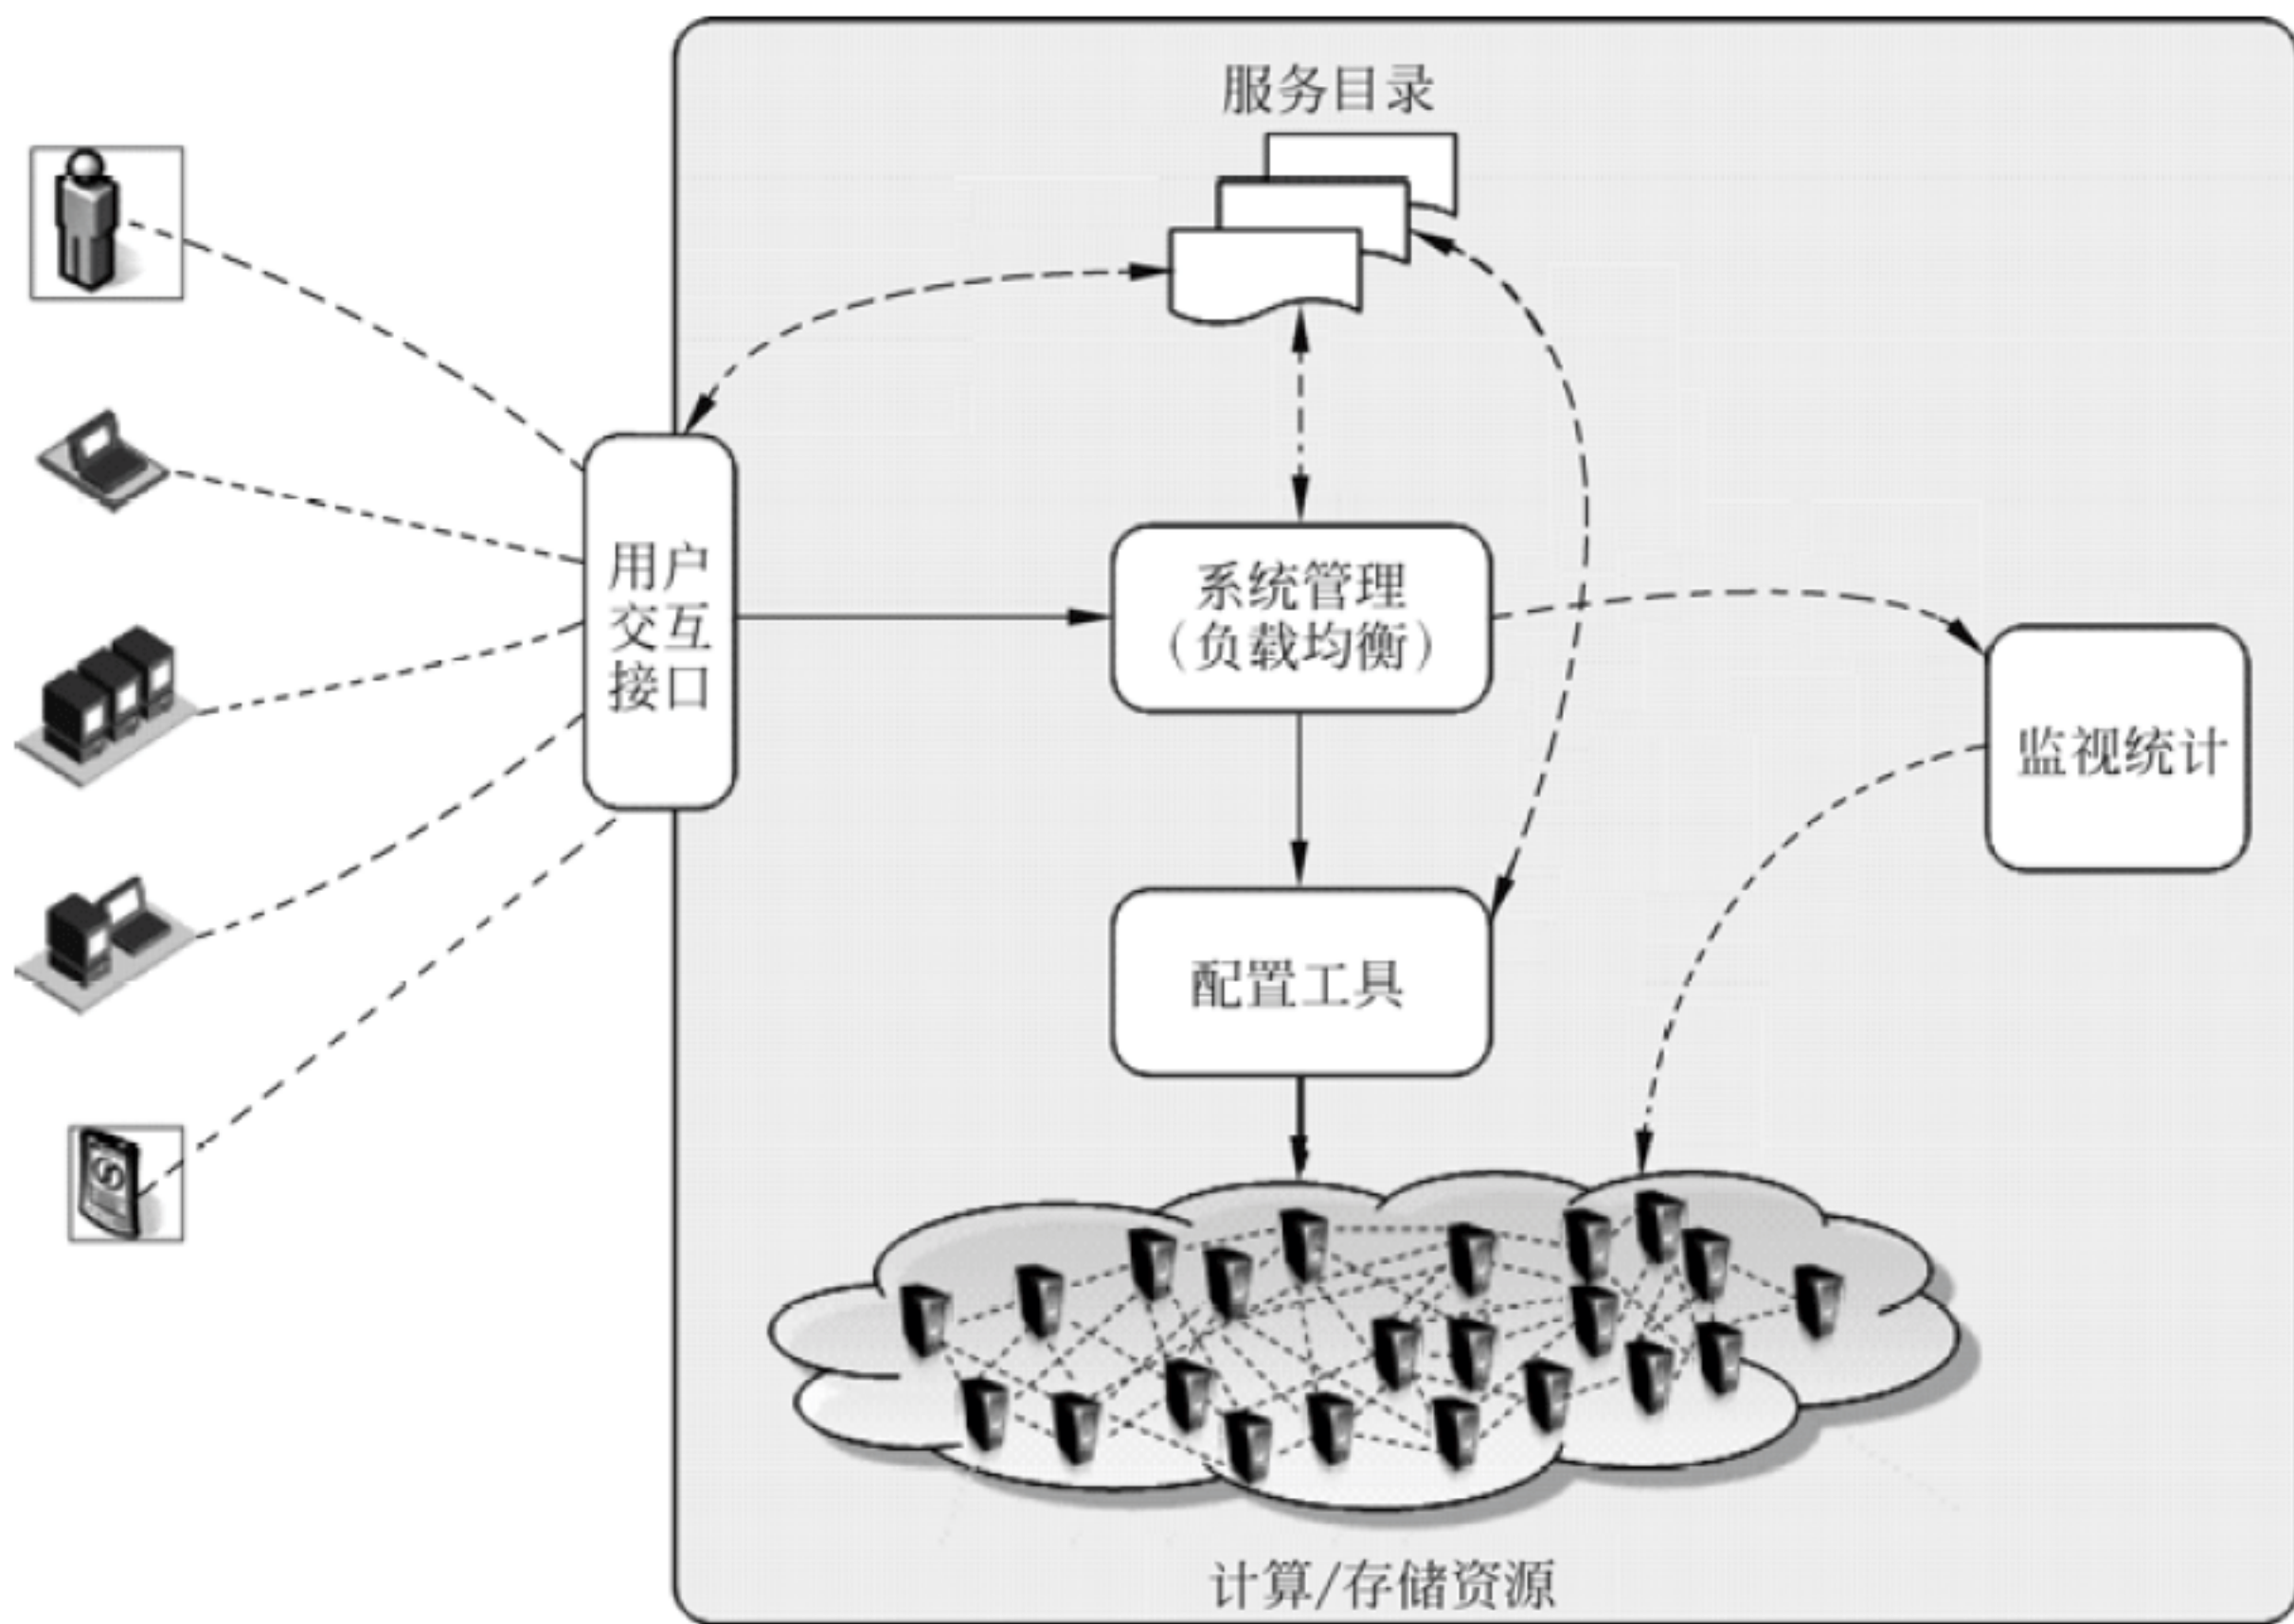 服务目录
用户
交互
接口
系统管理
（负载均衡）
监视统计
配置工具
计算/存储资源